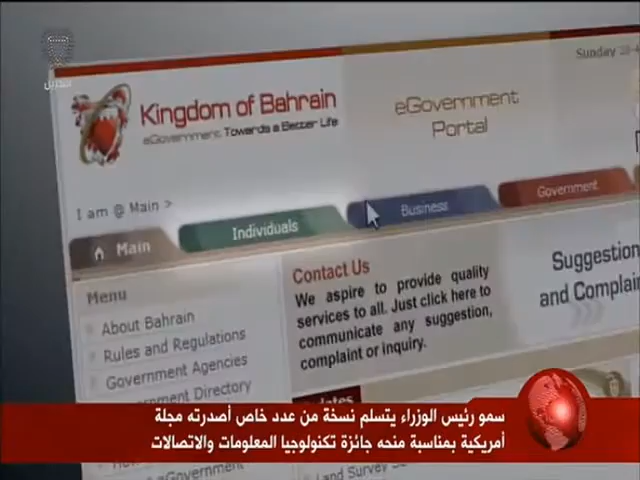 البحرين
Sunday
Kingdom of Bahrain
eGovernment Towards a Better Life
eGovernment
Portal
I am @ Main >
Main
Individuals
Business
Government
Menu
About Bahrain
Rules and Regulations
Government Agencies
Directory
Contact Us
We aspire to provide quality
services to all. Just click here to
communicate any suggestion,
complaint or inquiry.
Suggestion
and Complain
سمو رئيس الوزراء يتسلم نسخة من عدد خاص أصدرته مجلة
أمريكية بمناسبة منحه جائزة تكنولوجيا المعلومات والاتصالات
Land Survey